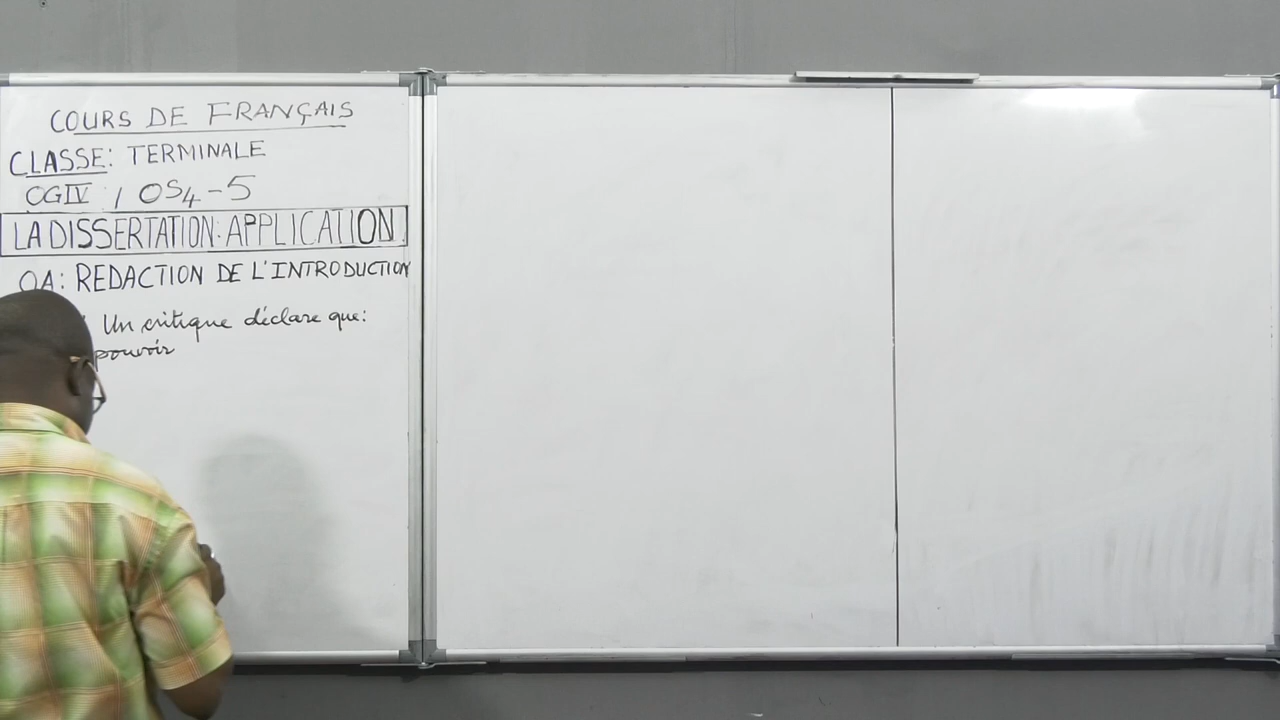 COURS DE FRANÇAIS
CLASSE: TERMINALE
OGIV / OS4-5
LA DISSERTATION: APPLICATION
OA: REDACTION DE L'INTRODUCTION
Un critique déclare que:
pouvoir